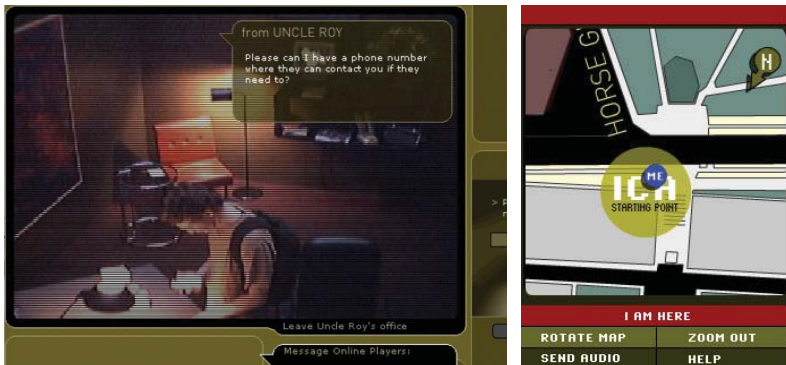 from UNCLE ROY
Please can I have a phone number
where they can contact you if they
need to?
Leave Uncle Roy's office
Message Online Players:
HORSE G
N
ME
ICA
STARTING POINT
I AM HERE
ROTATE MAP
ZOOM OUT
SEND AUDIO
HELP